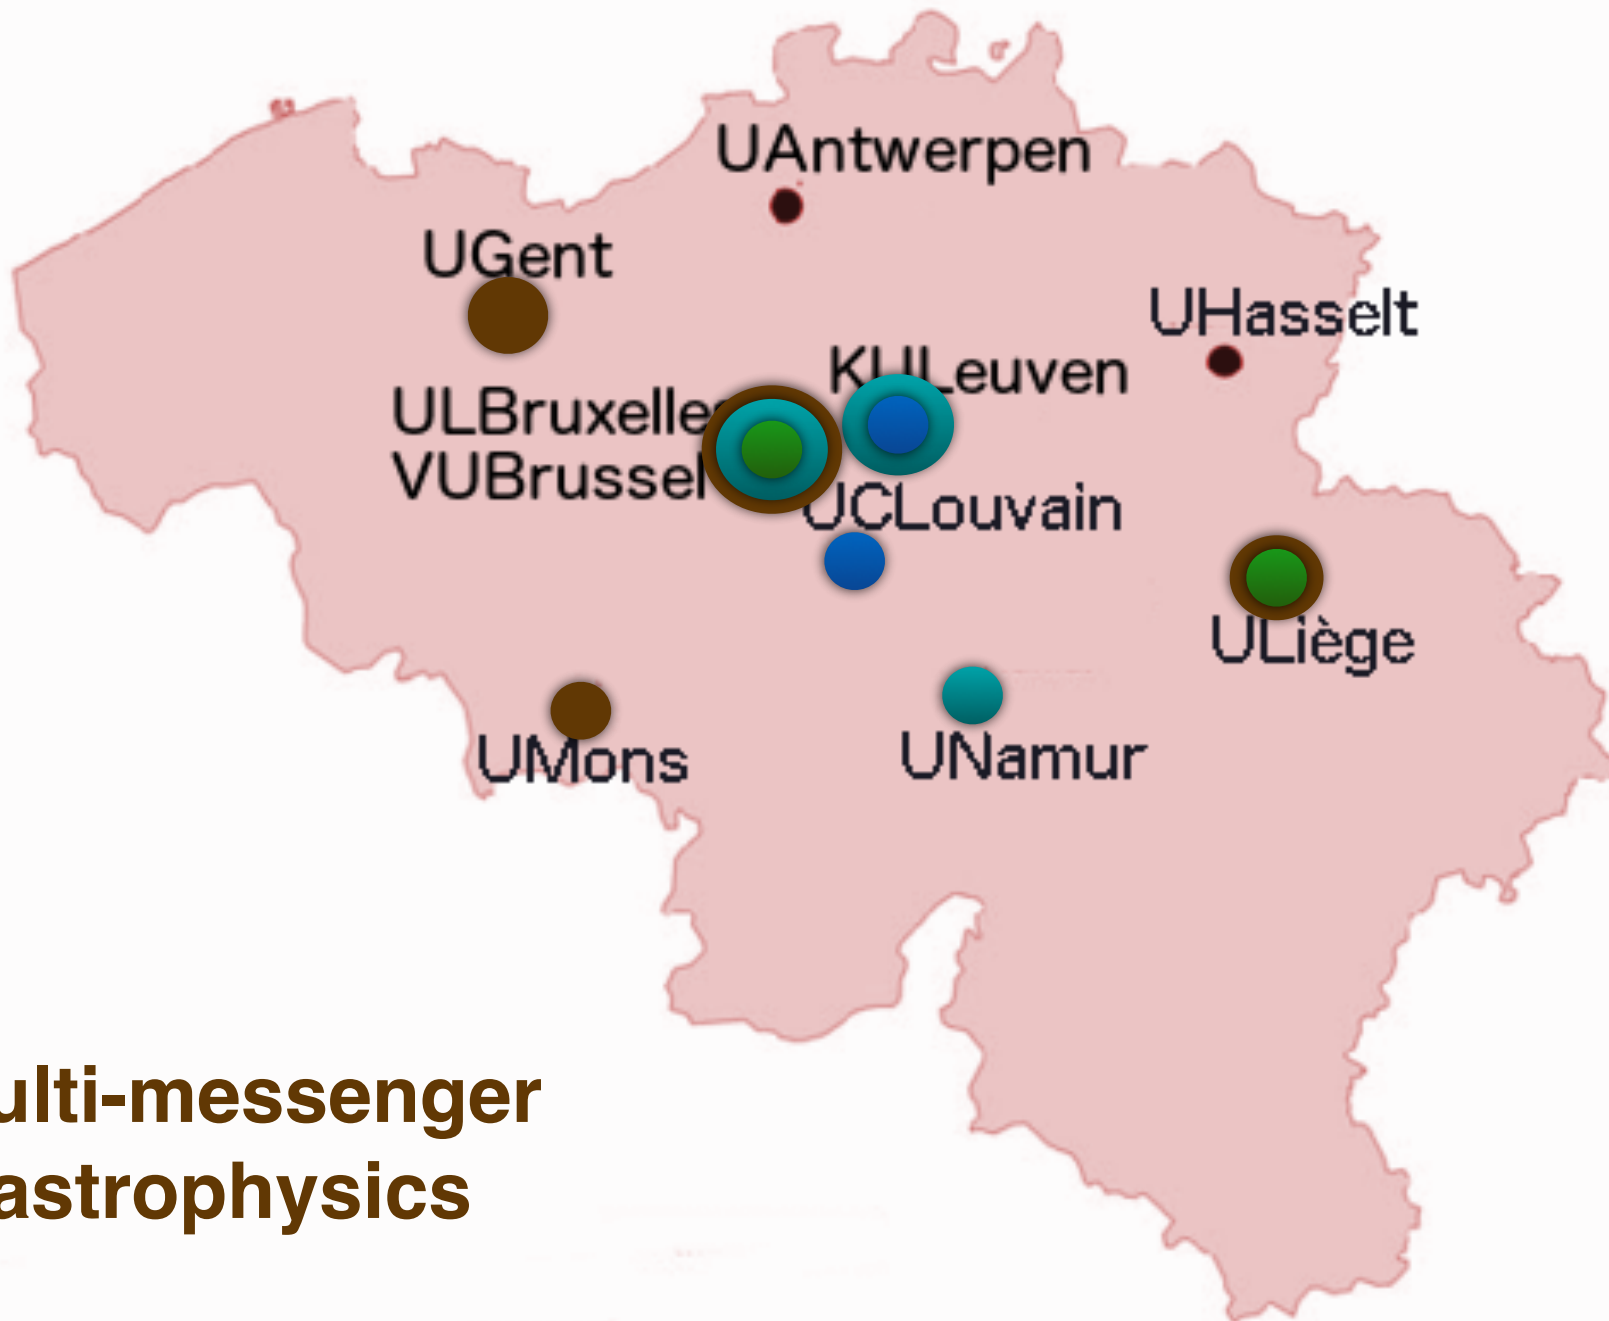 UAntwerpen
UGent
UHasselt
KULeuven
ULBruxelles
VUBrussel
UCLouvain
ULiège
UMons
UNamur
ulti-messenger
astrophysics